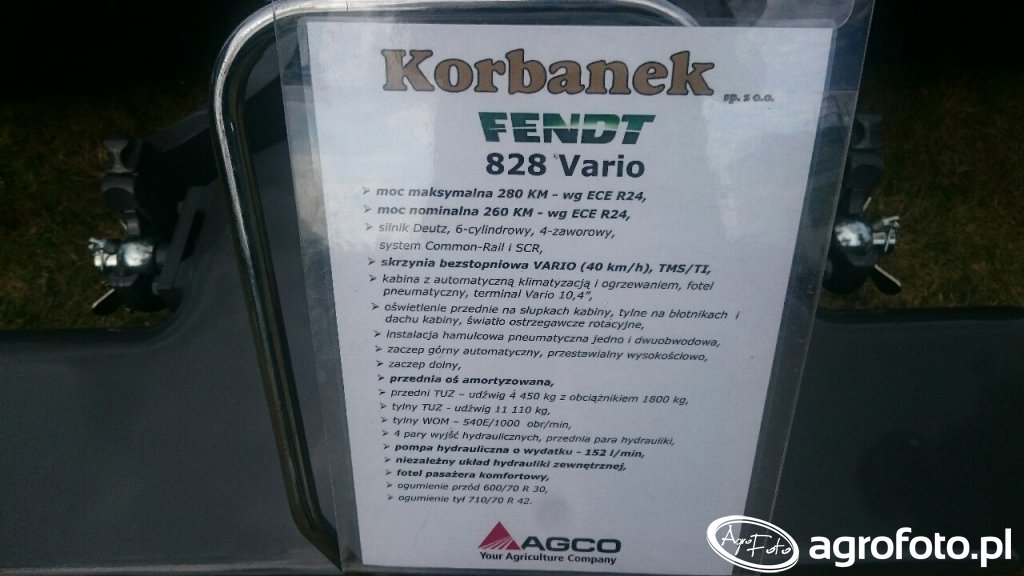 Korbanek
sp. z o.o.
FENDT
828 Vario
➢ moc maksymalna 280 KM - wg ECE R24,
➢ moc nominalna 260 KM - wg ECE R24,
➢ silnik Deutz, 6-cylindrowy, 4-zaworowy,
system Common-Rail i SCR,
➢ skrzynia bezstopniowa VARIO (40 km/h), TMS/TI,
➢ kabina z automatyczną klimatyzacją i ogrzewaniem, fotel
pneumatyczny, terminal Vario 10,4",
➢ oświetlenie przednie na słupkach kabiny, tylne na błotnikach i
dachu kabiny, światło ostrzegawcze rotacyjne,
➢ instalacja hamulcowa pneumatyczna jedno i dwuobwodowa,
➢ zaczep górny automatyczny, przestawialny wysokościowo,
➢ zaczep dolny,
➢ przednia oś amortyzowana,
➢ przedni TUZ – udźwig 4 450 kg z obciążnikiem 1800 kg,
➢ tylny TUZ - udźwig 11 110 kg,
➢ tylny WOM – 540E/1000 obr/min,
➢ 4 pary wyjść hydraulicznych, przednia para hydrauliki,
➢ pompa hydrauliczna o wydatku - 152 l/min,
➢ niezależny układ hydrauliki zewnętrznej,
➢ fotel pasażera komfortowy,
➢ ogumienie przód 600/70 R 30,
➢ ogumienie tył 710/70 R 42.
AGCO
Your Agriculture Company
AgroFoto
agrofoto.pl